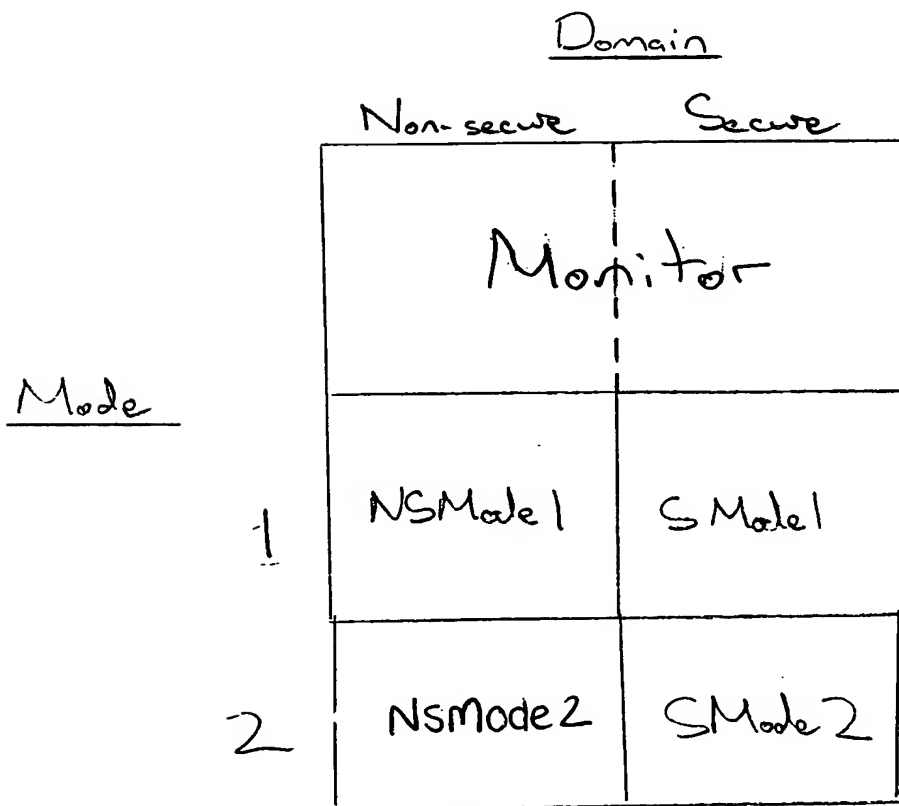 Domain
Non-secure Secure
Monitor
Mode
1 NSMode1 SMode1
2 NSMode2 SMode2